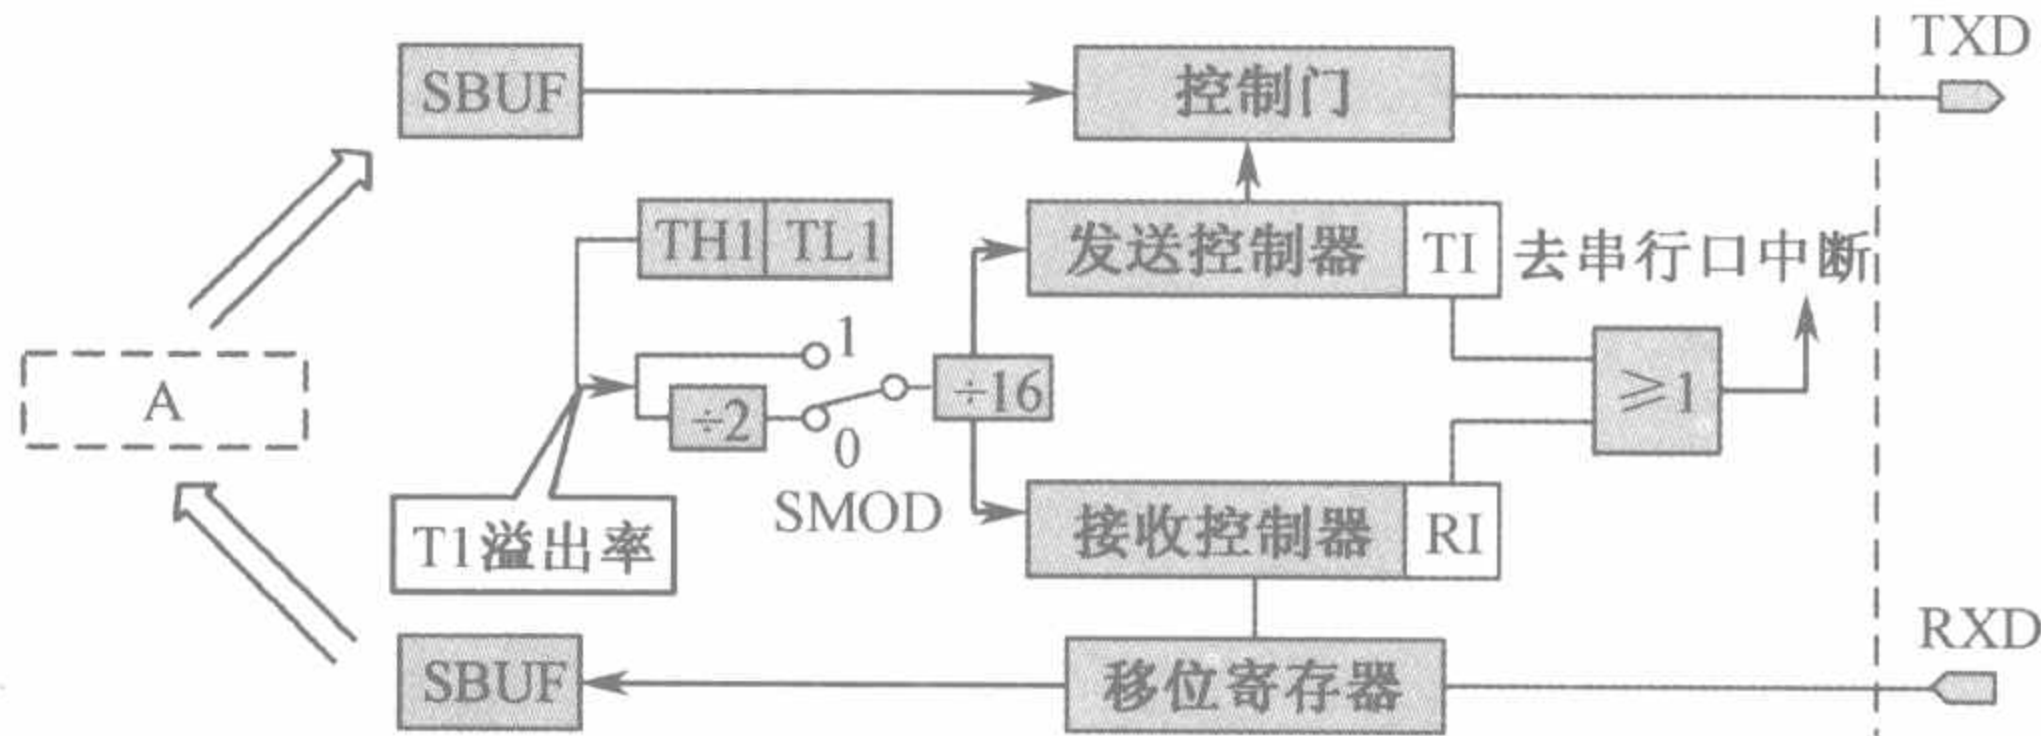 TXD
SBUF
控制门
TH1 TL1
发送控制器 TI 去串行口中断
1
A
÷2
÷16
≥1
0
SMOD
T1溢出率
接收控制器 RI
RXD
SBUF
移位寄存器